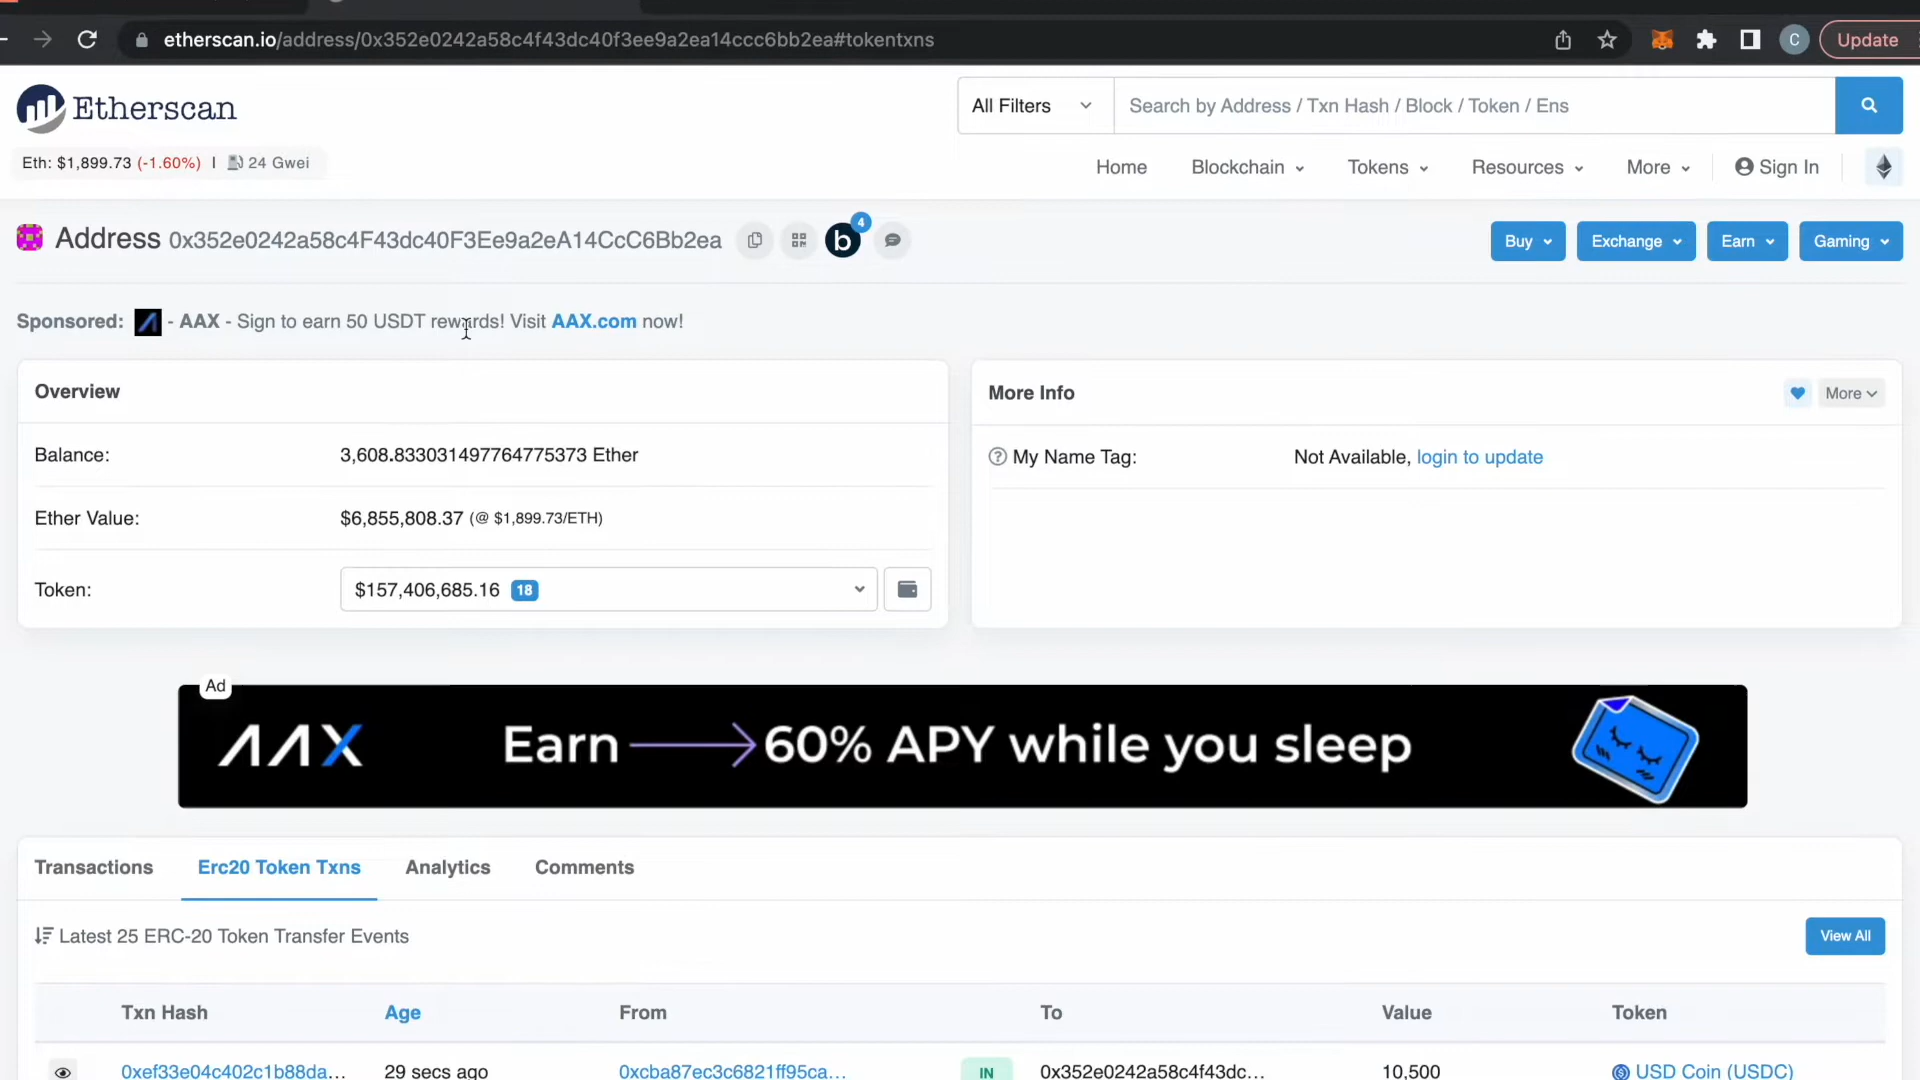 etherscan.io/address/0x352e0242a58c4f43dc40f3ee9a2ea14ccc6bb2ea#tokentxns
C
Update
Etherscan
All Filters
Search by Address / Txn Hash / Block / Token / Ens
Eth: $1,899.73 (-1.60%) | 24 Gwei
Home
Blockchain
Tokens
Resources
More
Sign In
Address 0x352e0242a58c4F43dc40F3Ee9a2eA14CcC6Bb2ea
b
4
Buy
Exchange
Earn
Gaming
Sponsored: - AAX - Sign to earn 50 USDT rewards! Visit AAX.com now!
Overview
Balance: 3,608.833031497764775373 Ether
Ether Value: $6,855,808.37 (@ $1,899.73/ETH)
Token: $157,406,685.16 18
More Info
More
? My Name Tag: Not Available, login to update
Ad
AAX
Earn 60% APY while you sleep
Transactions
Erc20 Token Txns
Analytics
Comments
Latest 25 ERC-20 Token Transfer Events
View All
Txn Hash Age From To Value Token
0xef33e04c402c1b88da... 29 secs ago 0xcba87ec3c6821ff95ca... IN 0x352e0242a58c4f43dc... 10,500 USD Coin (USDC)